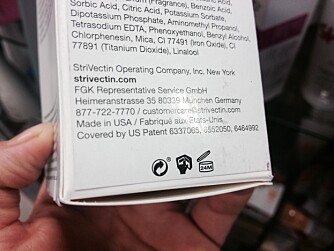 (Fragrance), Benzoic Acid,
Sorbic Acid, Citric Acid, Potassium Sorbate,
Dipotassium Phosphate, Aminomethyl Propanol,
Tetrasodium EDTA, Phenoxyethanol, Benzyl Alcohol,
Chlorphenesin, Mica, Ci 77491 (Iron Oxide), CI
77891 (Titanium Dioxide), Linalool
StriVectin Operating Company, Inc. New York
strivectin.com
FGK Representative Service GmbH
Heimeranstrasse 35 80339 Munchen Germany
877-722-7770 / customercare@strivectin.com
Made in USA / Fabriqué aux Etats-Unis
Covered by US Patent 6337065, 6552050, 6464992
24M